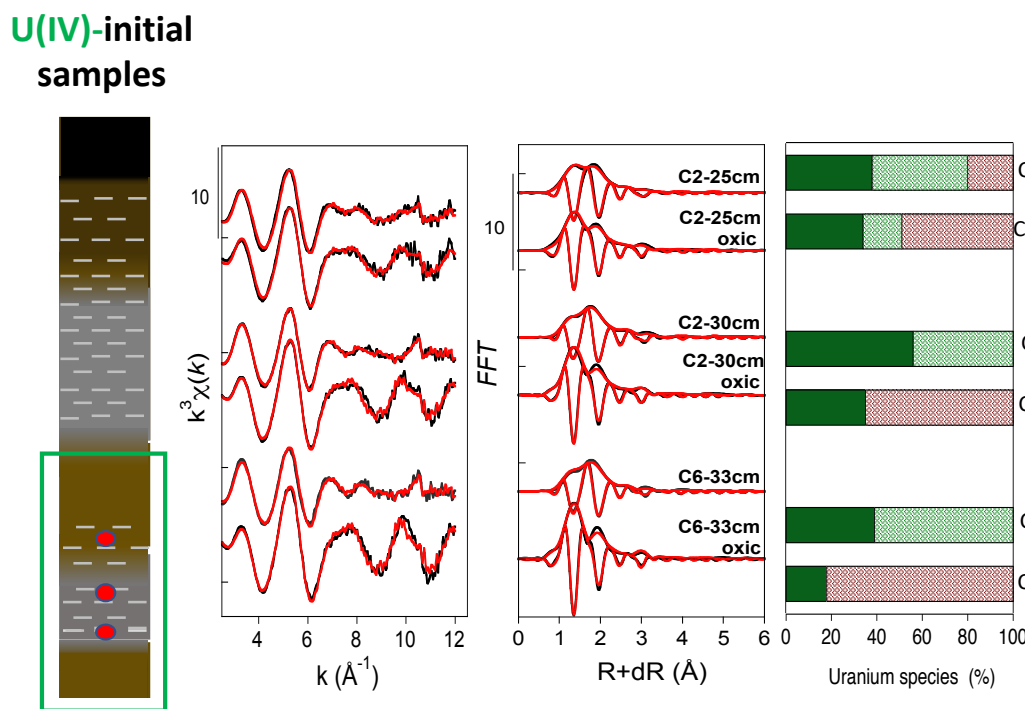 U(IV)-initial
samples
10
k³χ(k)
4
6
8
10
12
k (Å⁻¹)
10
FFT
C2-25cm
C2-25cm
oxic
C2-30cm
C2-30cm
oxic
C6-33cm
C6-33cm
oxic
0
1
2
3
4
5
6
R+dR (Å)
C
C
C
C
C
C
0
20
40
60
80
100
Uranium species (%)